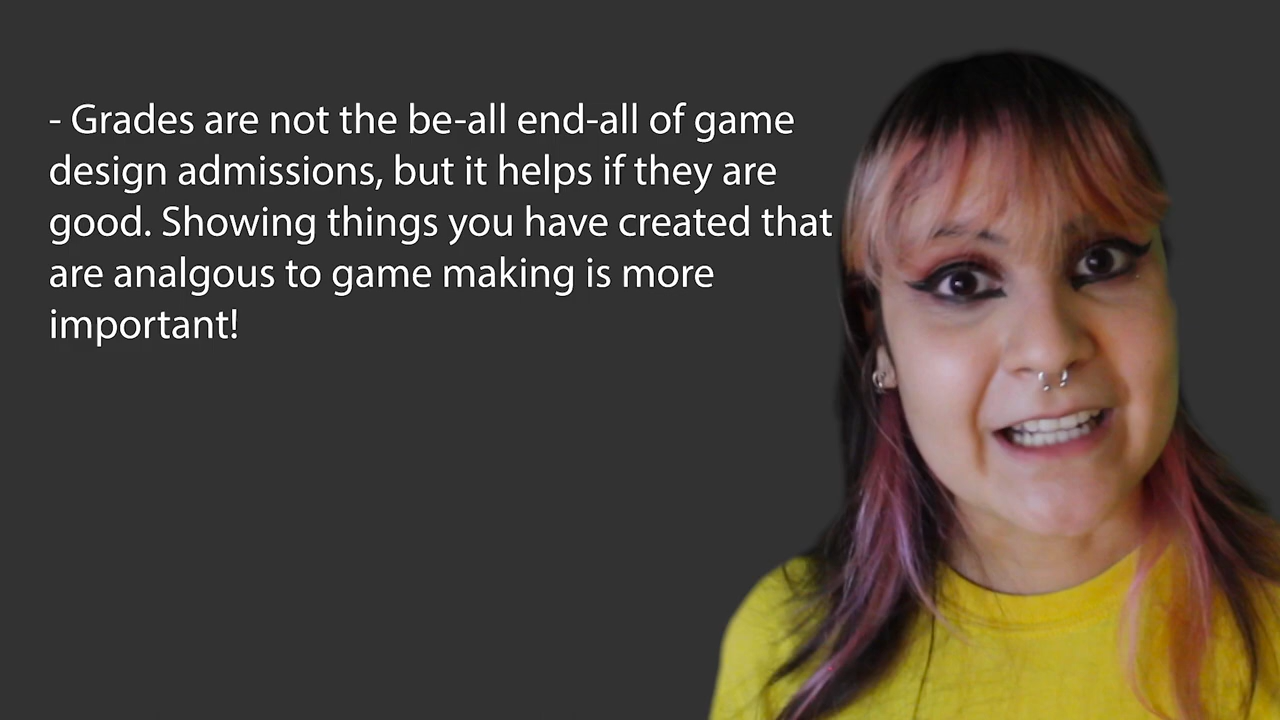 - Grades are not the be-all end-all of game
design admissions, but it helps if they are
good. Showing things you have created that
are analgous to game making is more
important!